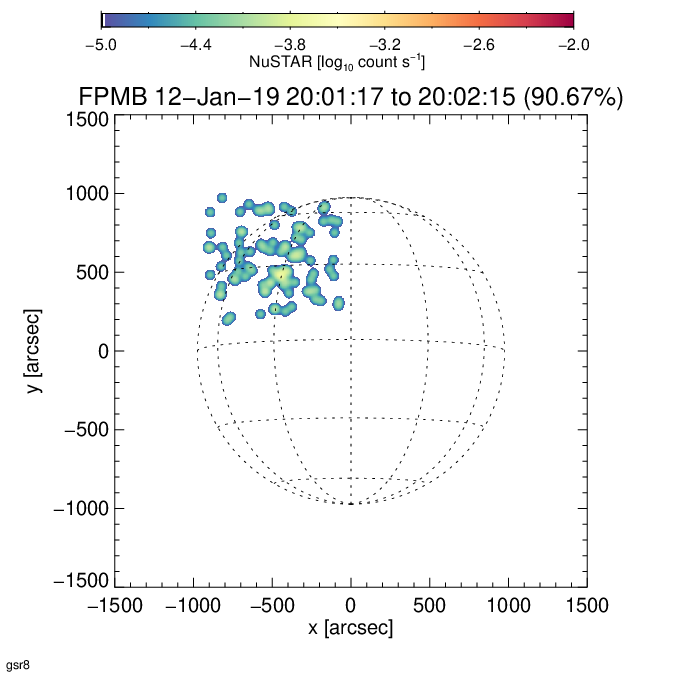 −5.0 −4.4 −3.8 −3.2 −2.6 −2.0
NuSTAR [log₁₀ count s⁻¹]
FPMB 12−Jan−19 20:01:17 to 20:02:15 (90.67%)
1500
1000
500
0
−500
−1000
−1500
y [arcsec]
−1500 −1000 −500 0 500 1000 1500
x [arcsec]
gsr8